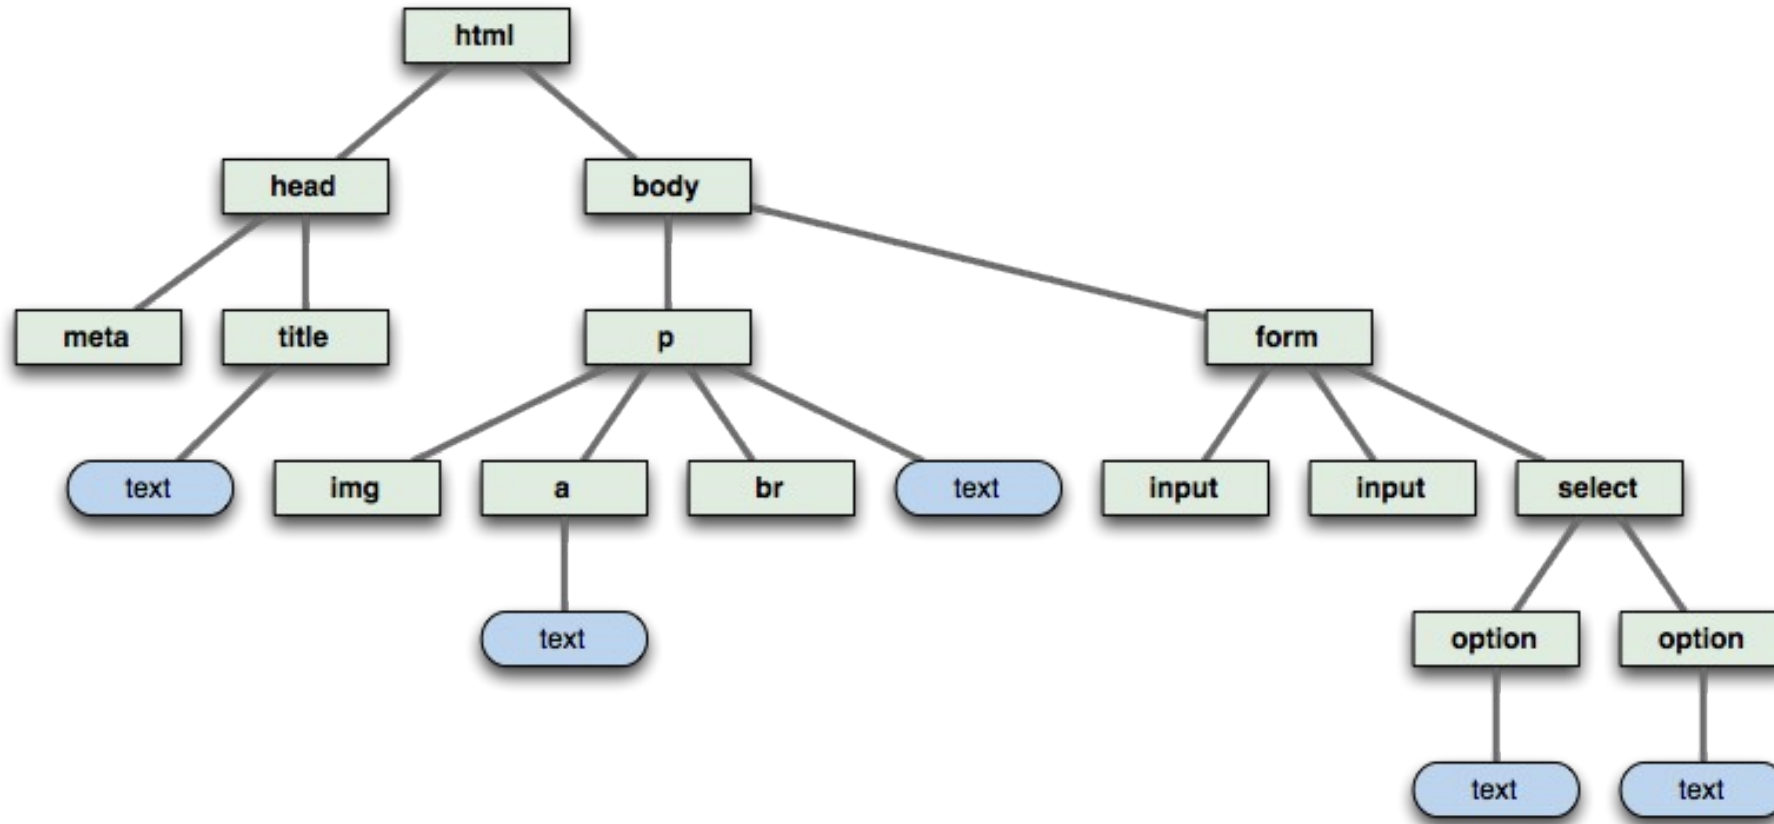 html
head body
meta title p form
text img a br text input input select
text option option
text text